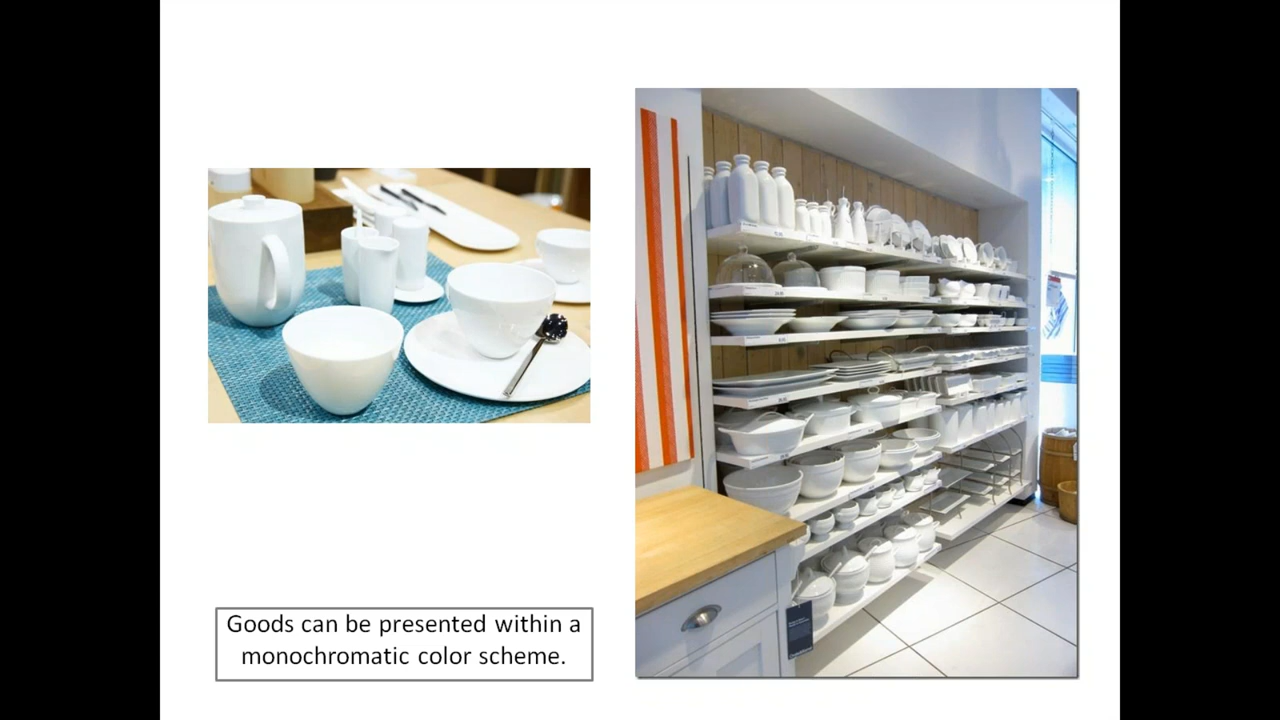 Goods can be presented within a
monochromatic color scheme.